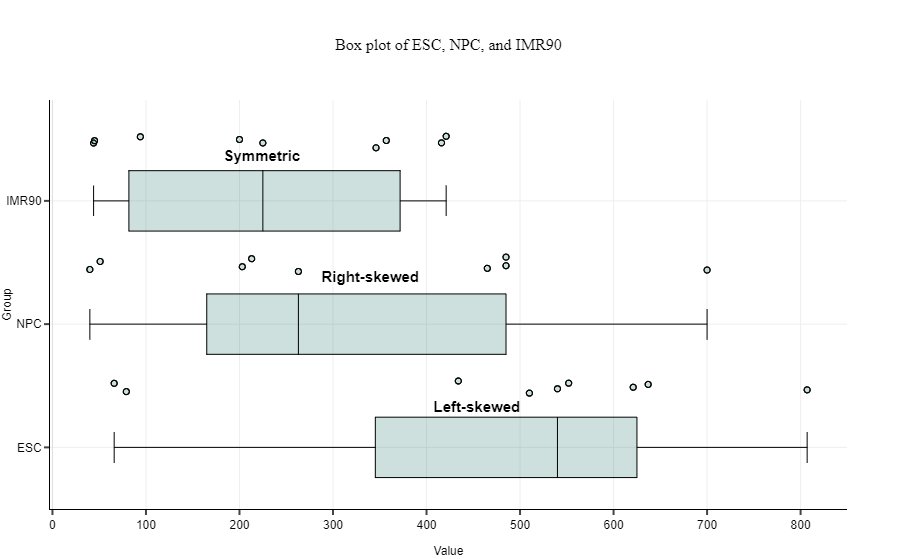 Box plot of ESC, NPC, and IMR90
Symmetric
IMR90
Right-skewed
Group
NPC
Left-skewed
ESC
0 100 200 300 400 500 600 700 800
Value